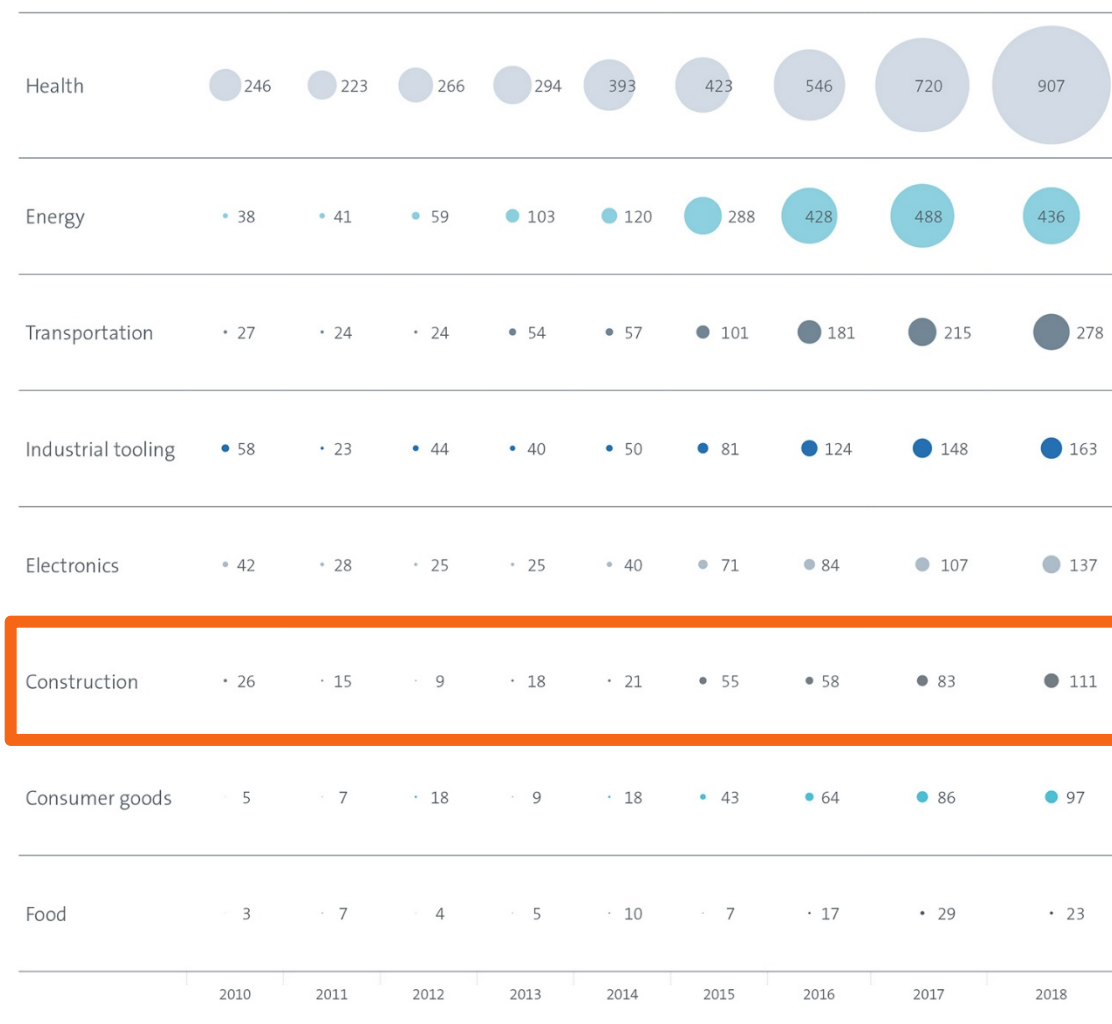 Health 246 223 266 294 393 423 546 720 907
Energy 38 41 59 103 120 288 428 488 436
Transportation 27 24 24 54 57 101 181 215 278
Industrial tooling 58 23 44 40 50 81 124 148 163
Electronics 42 28 25 25 40 71 84 107 137
Construction 26 15 9 18 21 55 58 83 111
Consumer goods 5 7 18 9 18 43 64 86 97
Food 3 7 4 5 10 7 17 29 23
2010 2011 2012 2013 2014 2015 2016 2017 2018